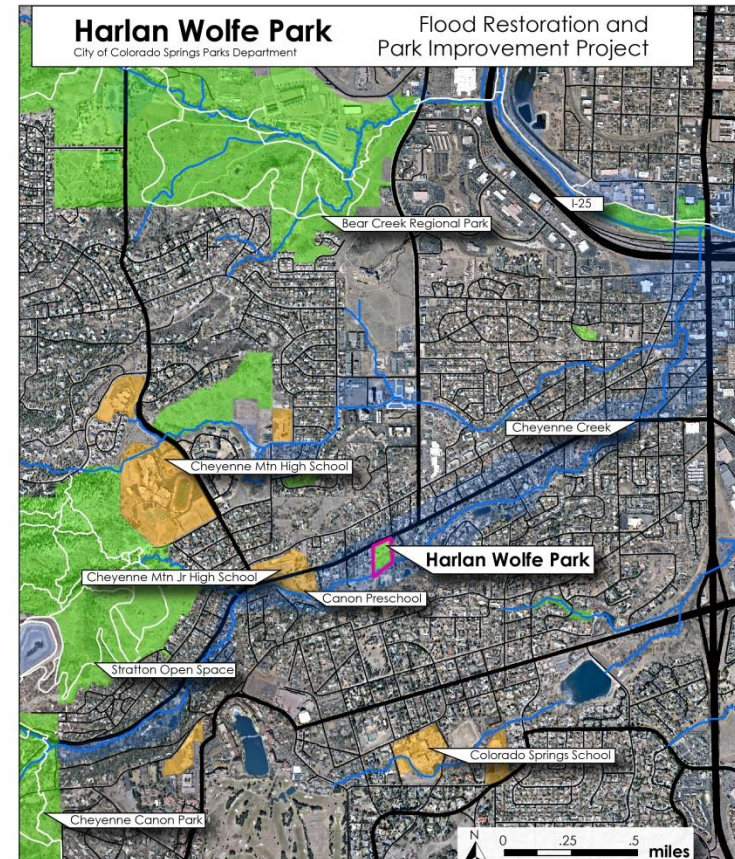 Harlan Wolfe Park
City of Colorado Springs Parks Department
Flood Restoration and
Park Improvement Project
I-25
Bear Creek Regional Park
Cheyenne Creek
Cheyenne Mtn High School
Harlan Wolfe Park
Cheyenne Mtn Jr High School
Canon Preschool
Stratton Open Space
Colorado Springs School
Cheyenne Canon Park
N
0 .25 .5 miles